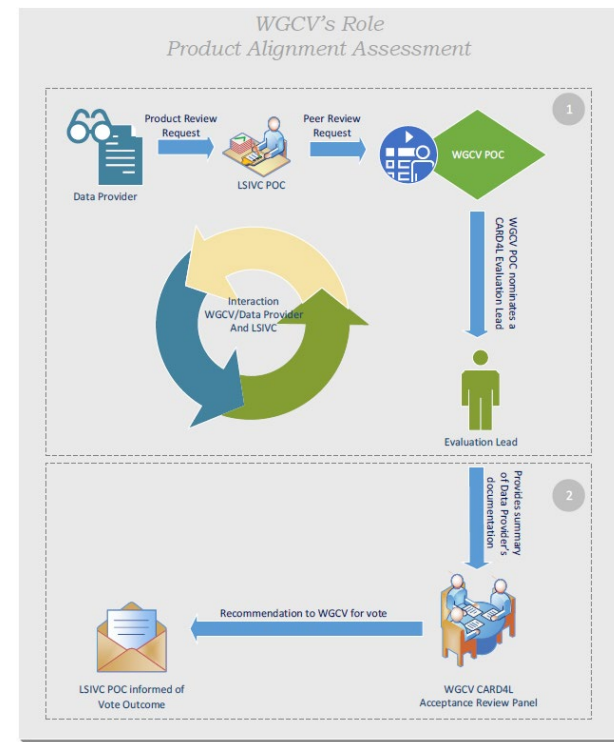 WGCV's Role
Product Alignment Assessment
1
Product Review
Request
Peer Review
Request
WGCV POC
Data Provider
LSIVC POC
WGCV POC nominates a
CARD4L Evaluation Lead
Interaction
WGCV/Data Provider
And LSIVC
Evaluation Lead
2
Provides summary
of Data Provider's
documentation
Recommendation to WGCV for vote
LSIVC POC informed of
Vote Outcome
WGCV CARD4L
Acceptance Review Panel